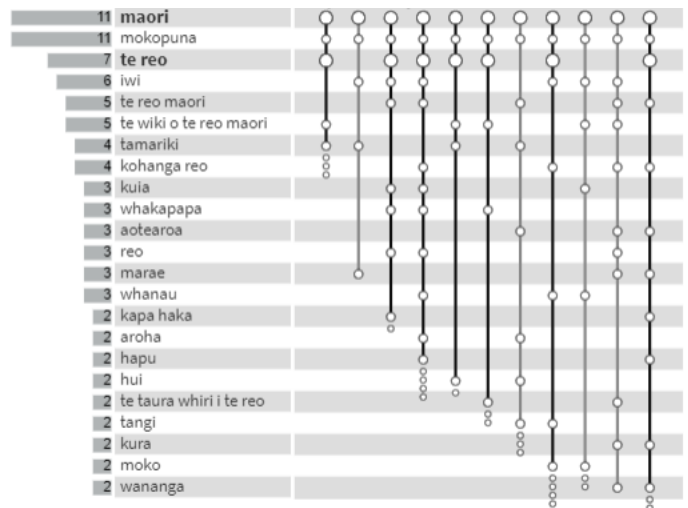 11 maori
11 mokopuna
7 te reo
6 iwi
5 te reo maori
5 te wiki o te reo maori
4 tamariki
4 kohanga reo
3 kuia
3 whakapapa
3 aotearoa
3 reo
3 marae
3 whanau
2 kapa haka
2 aroha
2 hapu
2 hui
2 te taura whiri i te reo
2 tangi
2 kura
2 moko
2 wananga